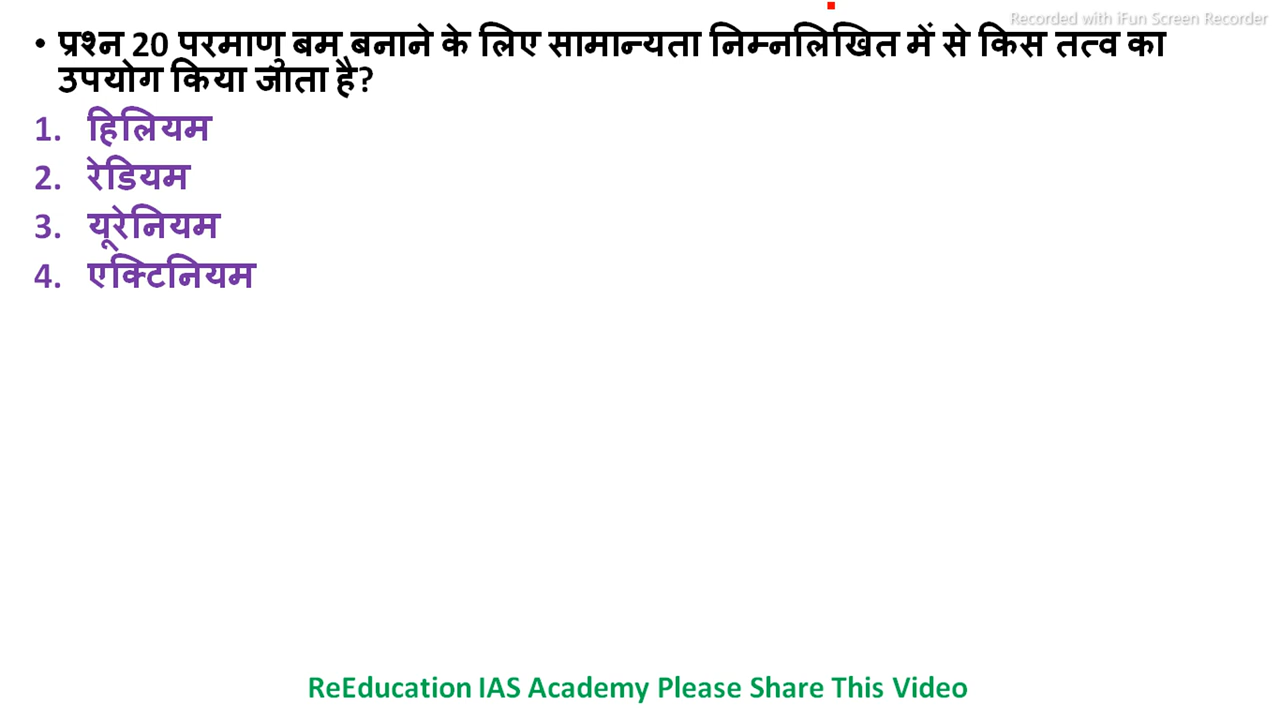 Recorded with iFun Screen Recorder
• प्रश्न 20 परमाणु बम बनाने के लिए सामान्यता निम्नलिखित में से किस तत्व का
उपयोग किया जाता है?
1. हिलियम
2. रेडियम
3. यूरेनियम
4. एक्टिनियम
ReEducation IAS Academy Please Share This Video